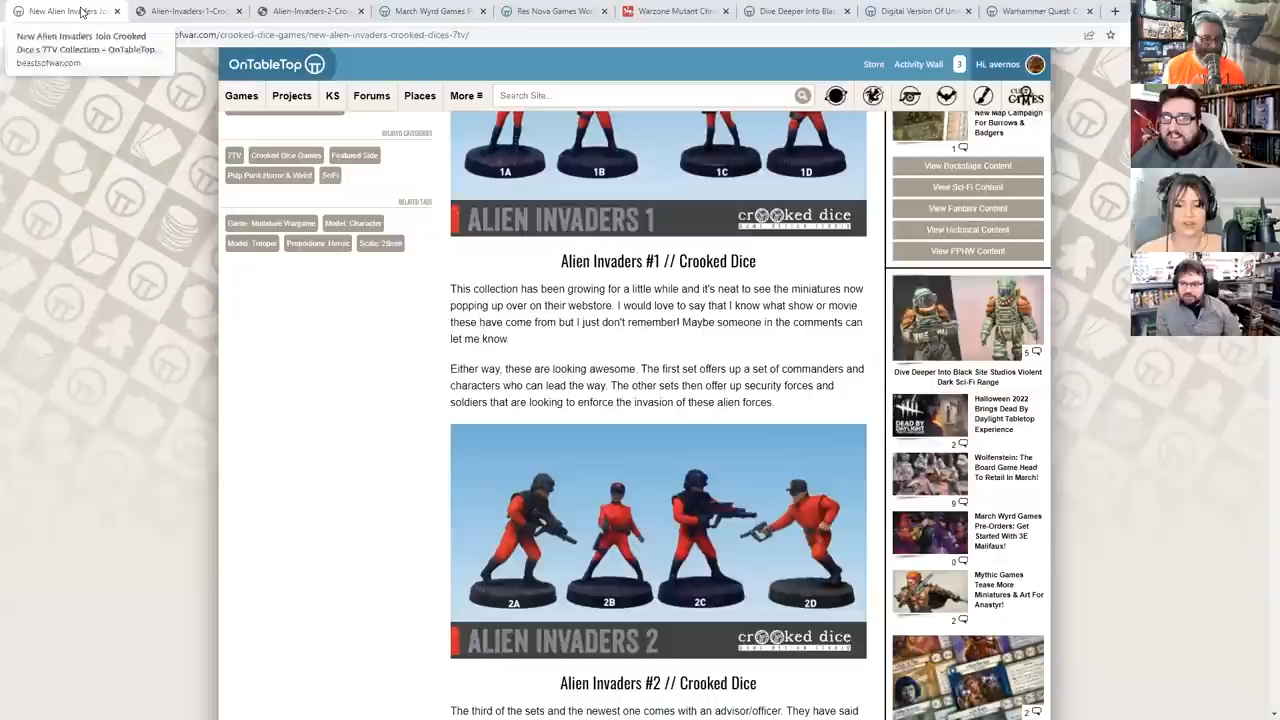 New Alien Invaders Jo
Alien-Invaders-1-Croo
Alien-Invaders-2-Cro
March Wyrd Games P
Res Nova Games Wo
Warzone Mutant Chr
Dive Deeper Into Bla
Digital Version Of Un
Warhammer Quest: C
New Alien Invaders Join Crooked
Dice's 7TV Collection – OnTableTop
beastsofwar.com
ofwar.com/crooked-dice-games/new-alien-invaders-crooked-dices-7tv/
OnTableTop
Store
Activity Wall
3
Hi, avernos
Games
Projects
KS
Forums
Places
More ≡
Search Site...
GAMES
RELATED CATEGORIES
7TV
Crooked Dice Games
Featured Side
Pulp Punk Horror & Weird
SciFi
RELATED TAGS
Game: Miniature Wargame
Model: Character
Model: Trooper
Proportions: Heroic
Scale: 28mm
1A
1B
1C
1D
ALIEN INVADERS 1
crooked dice
GAME DESIGN STUDIO
Alien Invaders #1 // Crooked Dice
This collection has been growing for a little while and it's neat to see the miniatures now
popping up over on their webstore. I would love to say that I know what show or movie
these have come from but I just don't remember! Maybe someone in the comments can
let me know.
Either way, these are looking awesome. The first set offers up a set of commanders and
characters who can lead the way. The other sets then offer up security forces and
soldiers that are looking to enforce the invasion of these alien forces.
2A
2B
2C
2D
ALIEN INVADERS 2
crooked dice
GAME DESIGN STUDIO
Alien Invaders #2 // Crooked Dice
The third of the sets and the newest one comes with an advisor/officer. They have said
New Map Campaign
For Burrows &
Badgers
1
View Backstage Content
View Sci-Fi Content
View Fantasy Content
View Historical Content
View PPHW Content
5
Dive Deeper Into Black Site Studios Violent
Dark Sci-Fi Range
DEAD BY
DAYLIGHT
Halloween 2022
Brings Dead By
Daylight Tabletop
Experience
2
Wolfenstein: The
Board Game Head
To Retail In March!
9
March Wyrd Games
Pre-Orders: Get
Started With 3E
Malifaux!
0
Mythic Games
Tease More
Miniatures & Art For
Anastyr!
2
2